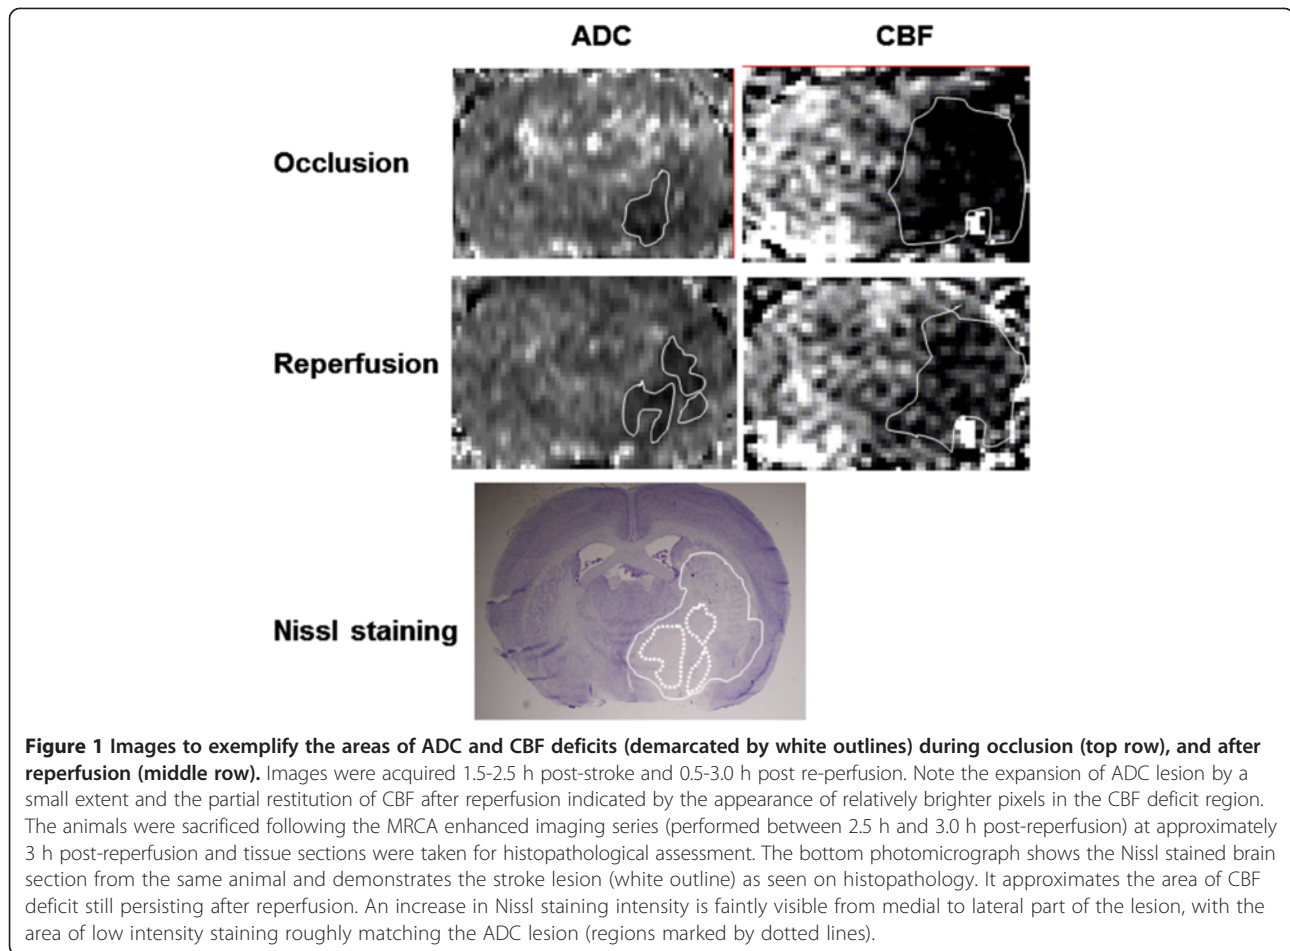 ADC CBF
Occlusion
Reperfusion
Nissl staining
Figure 1 Images to exemplify the areas of ADC and CBF deficits (demarcated by white outlines) during occlusion (top row), and after
reperfusion (middle row). Images were acquired 1.5-2.5 h post-stroke and 0.5-3.0 h post re-perfusion. Note the expansion of ADC lesion by a
small extent and the partial restitution of CBF after reperfusion indicated by the appearance of relatively brighter pixels in the CBF deficit region.
The animals were sacrificed following the MRCA enhanced imaging series (performed between 2.5 h and 3.0 h post-reperfusion) at approximately
3 h post-reperfusion and tissue sections were taken for histopathological assessment. The bottom photomicrograph shows the Nissl stained brain
section from the same animal and demonstrates the stroke lesion (white outline) as seen on histopathology. It approximates the area of CBF
deficit still persisting after reperfusion. An increase in Nissl staining intensity is faintly visible from medial to lateral part of the lesion, with the
area of low intensity staining roughly matching the ADC lesion (regions marked by dotted lines).